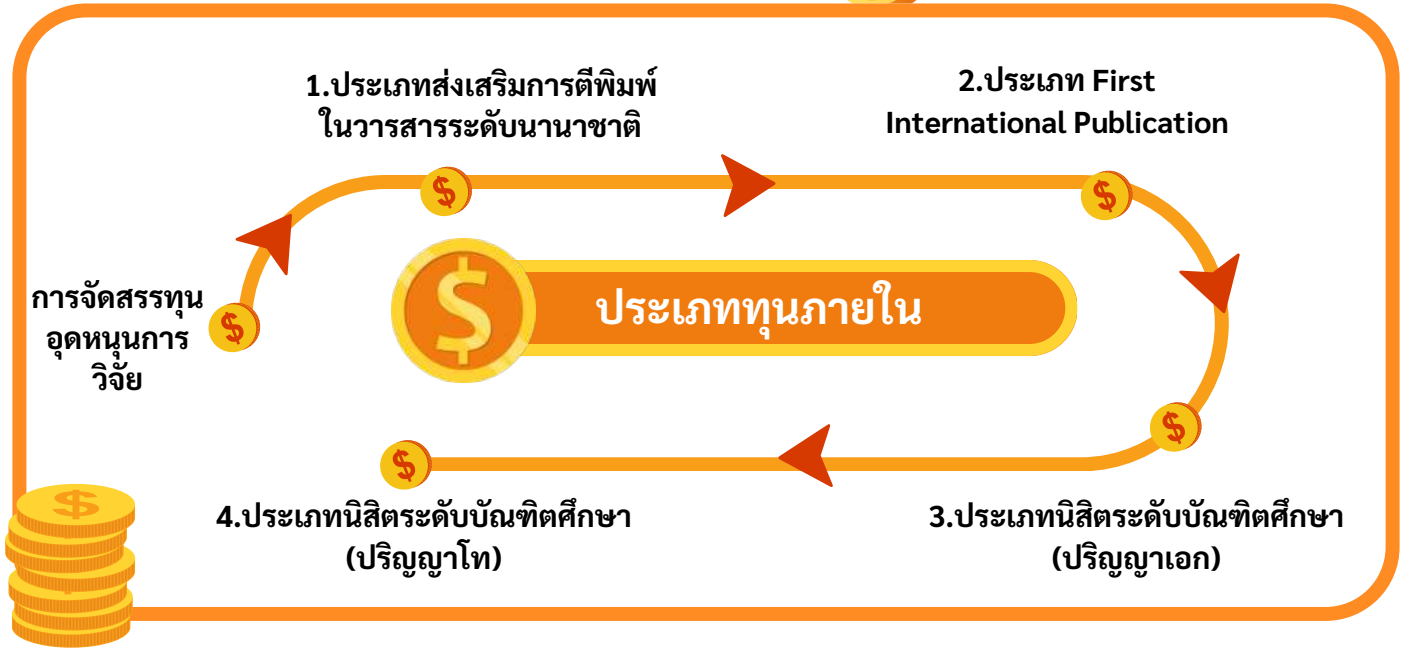 1.ประเภทส่งเสริมการตีพิมพ์
ในวารสารระดับนานาชาติ
2.ประเภท First
International Publication
การจัดสรรทุน
อุดหนุนการ
วิจัย
ประเภททุนภายใน
4.ประเภทนิสิตระดับบัณฑิตศึกษา
(ปริญญาโท)
3.ประเภทนิสิตระดับบัณฑิตศึกษา
(ปริญญาเอก)